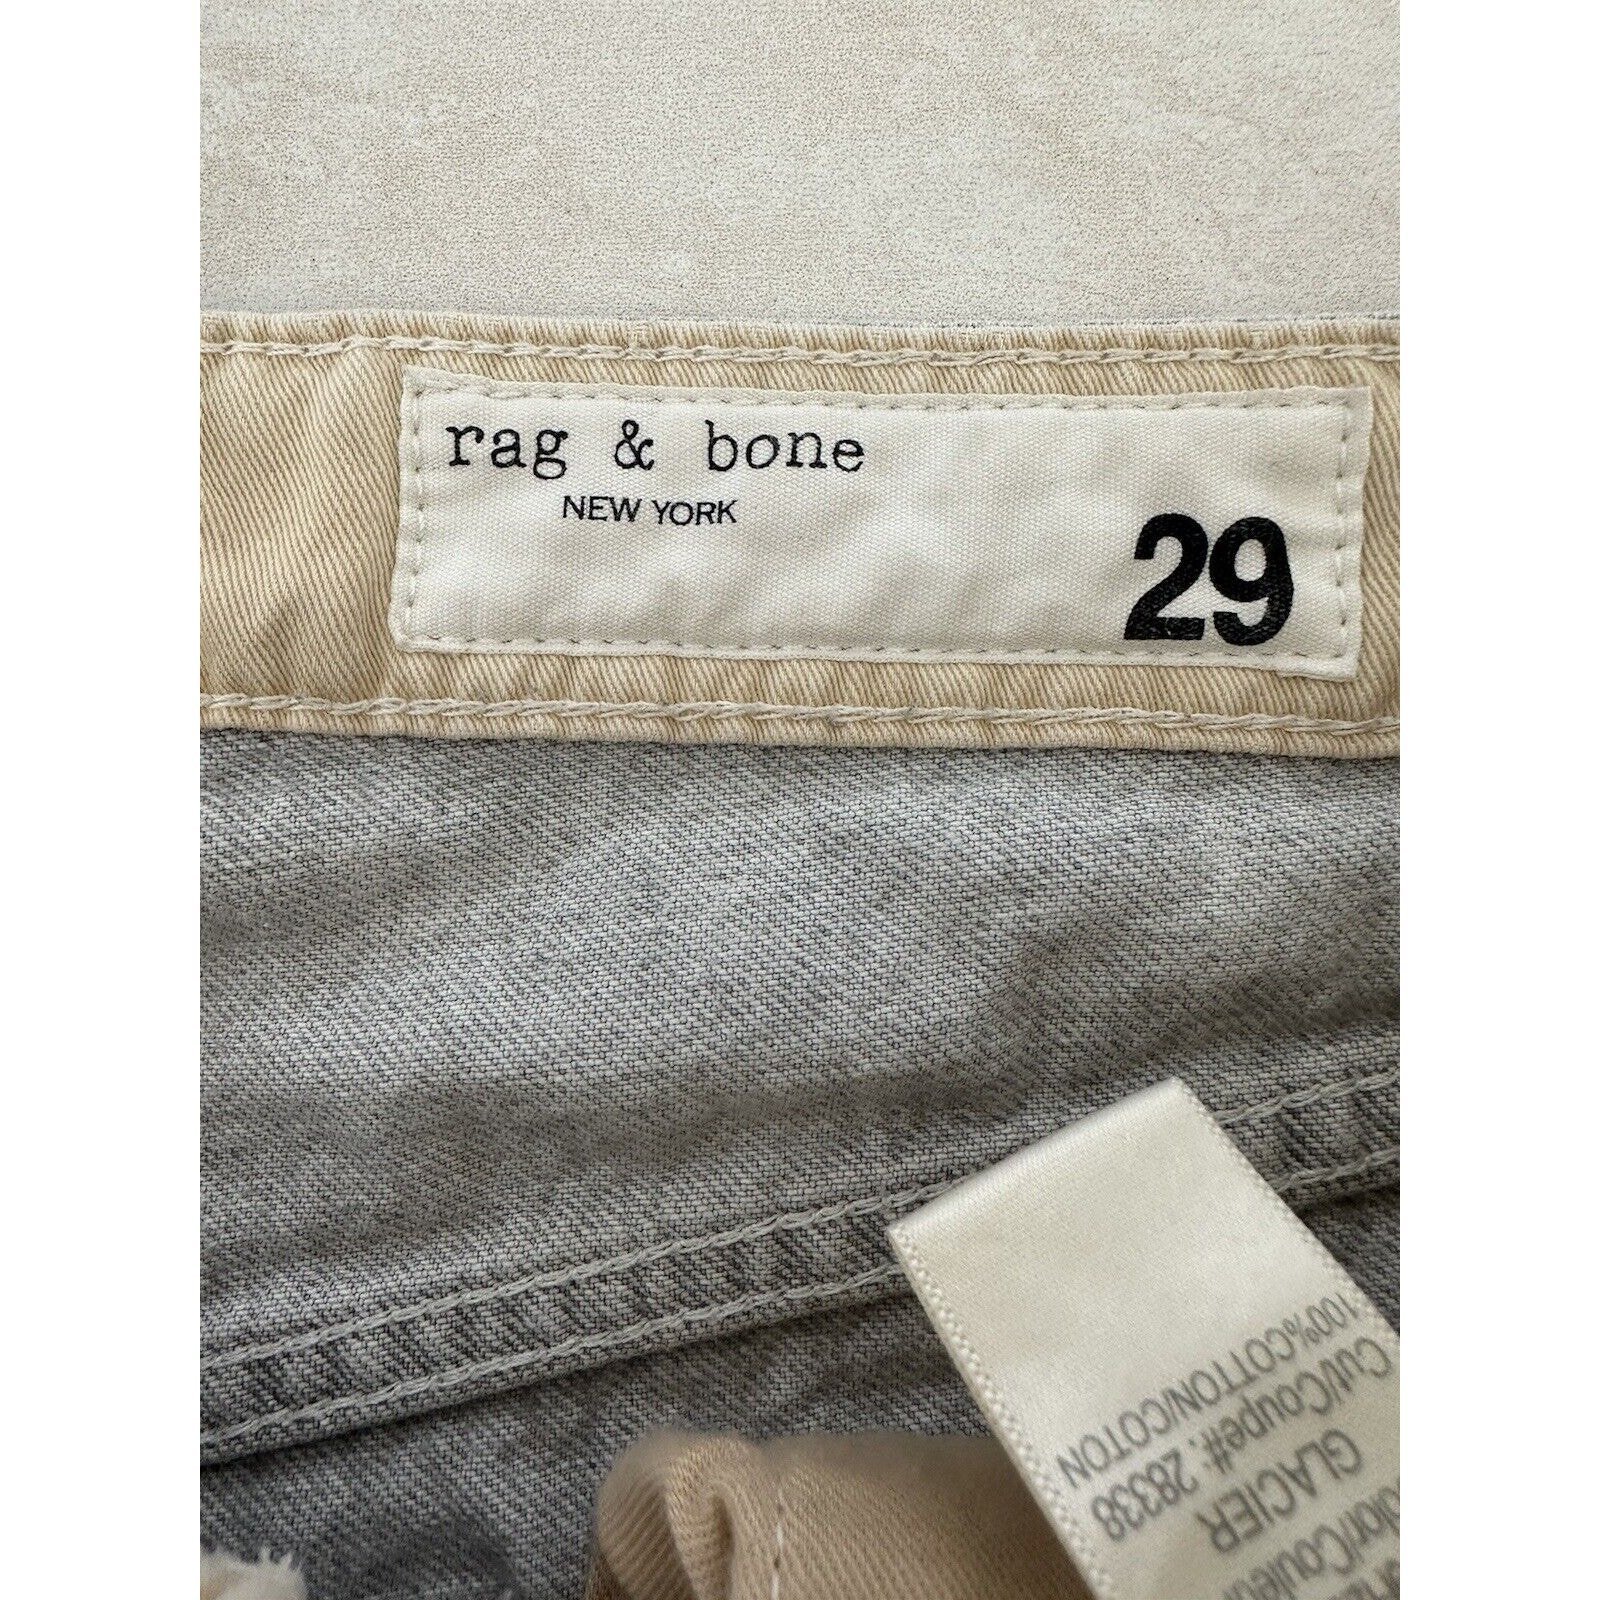 rag & bone
NEW YORK
29
GLACIER
Cut/Coupe#: 28338
100%COTTON/COTON